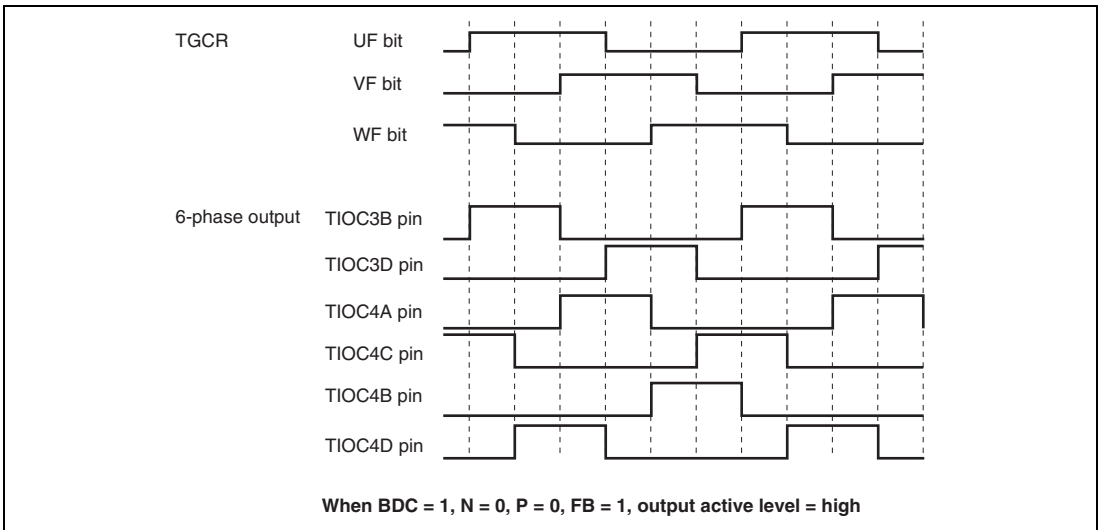 TGCR UF bit
VF bit
WF bit
6-phase output TIOC3B pin
TIOC3D pin
TIOC4A pin
TIOC4C pin
TIOC4B pin
TIOC4D pin
When BDC = 1, N = 0, P = 0, FB = 1, output active level = high